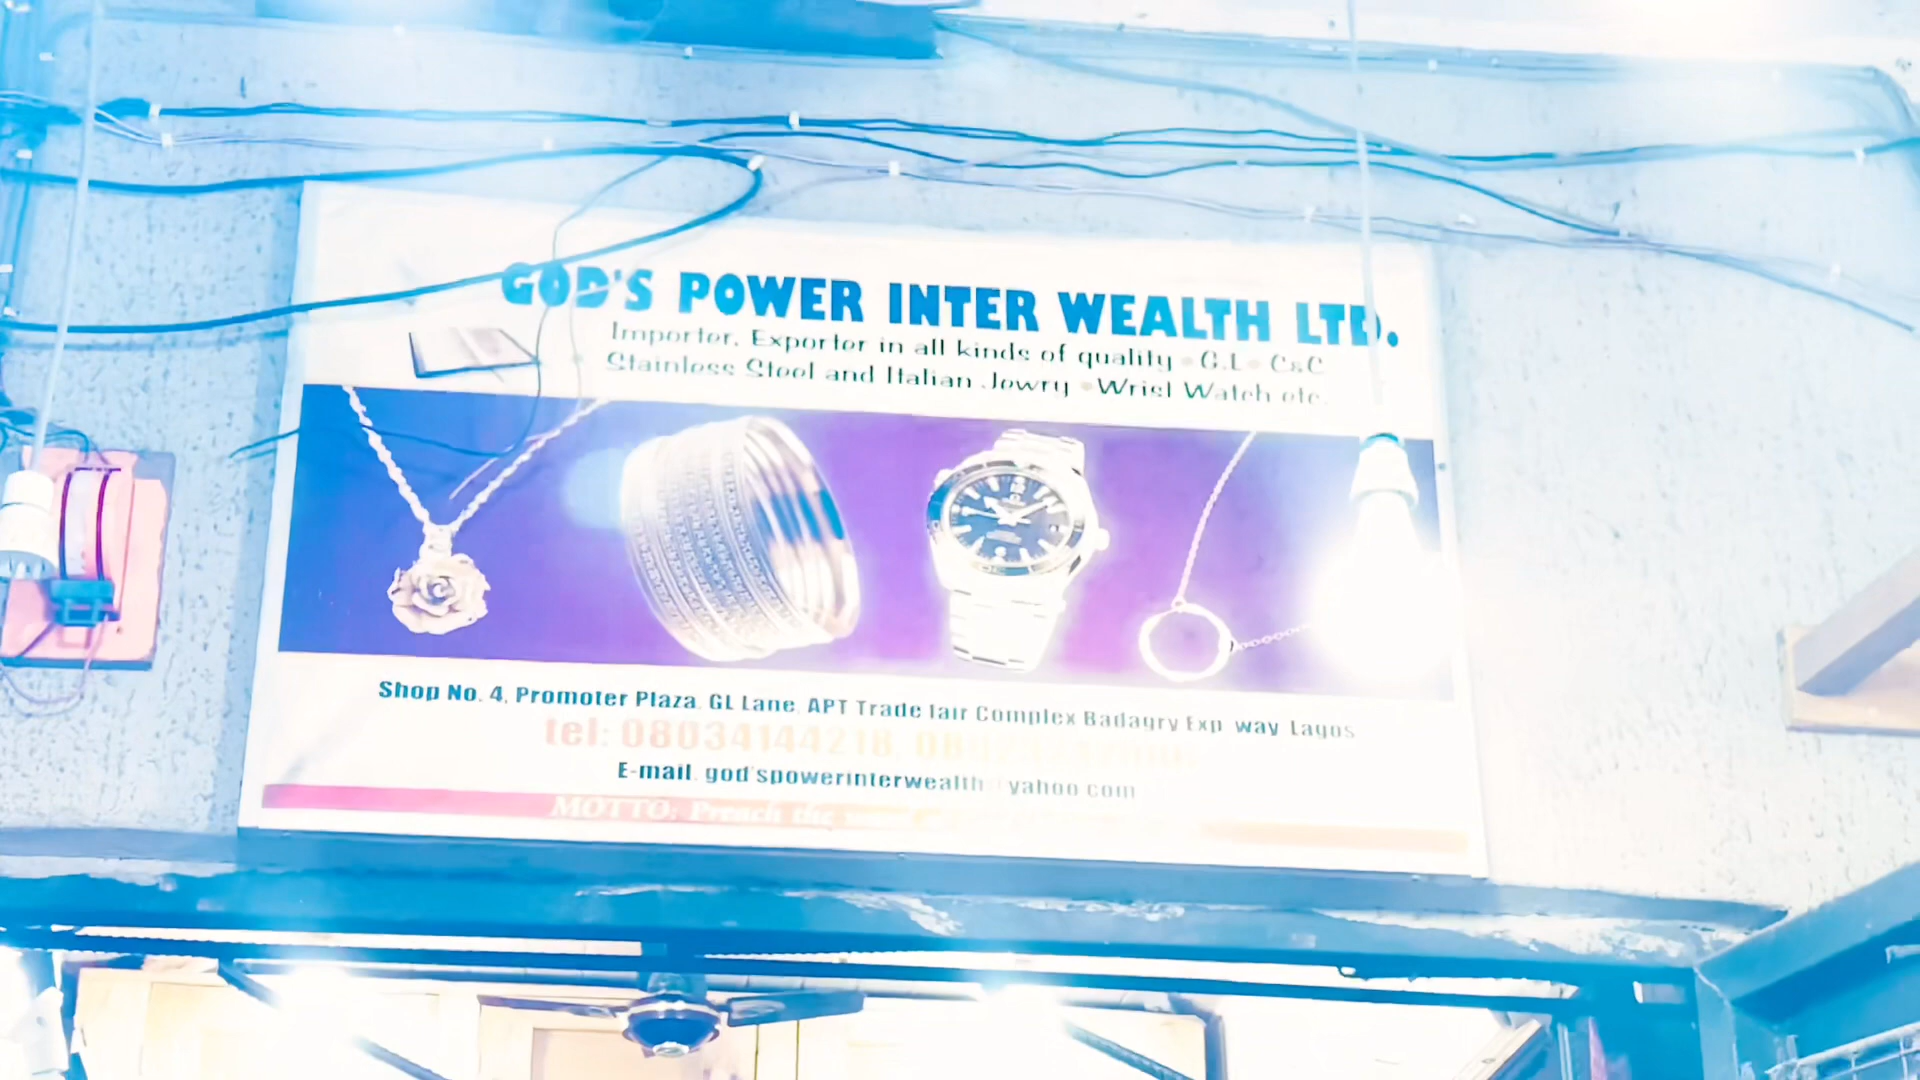 GOD'S POWER INTER WEALTH LTD.
Importer, Exporter in all kinds of quality • G.L • C&C
Stainless Steel and Italian Jewry • Wrist Watch etc.
Shop No. 4, Promoter Plaza, GL Lane, APT Trade fair Complex Badagry Exp. way Lagos
tel: 08034144218,
E-mail. god'spowerinterwealth@yahoo.com
MOTTO: Preach the